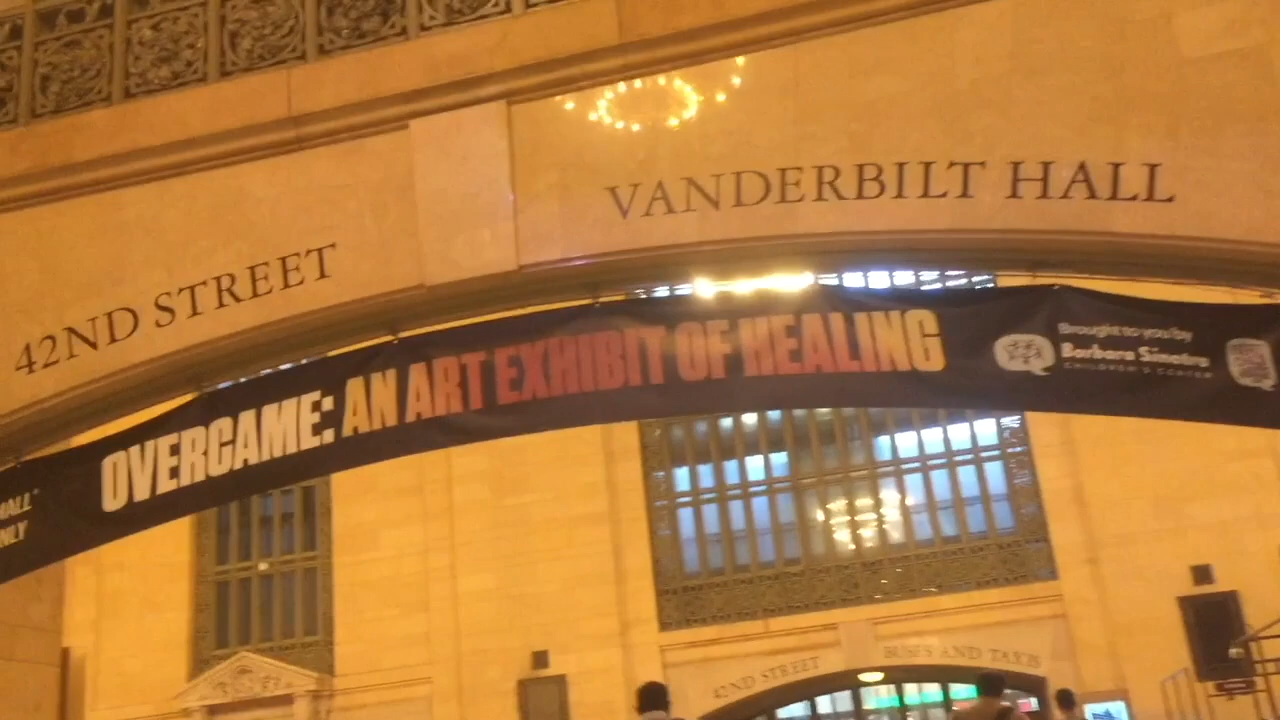 42ND STREET
VANDERBILT HALL
HALL
ONLY
OVERCAME: AN ART EXHIBIT OF HEALING
Brought to you by
Barbara Sinatra
CHILDREN'S CENTER
42ND STREET
BUSES AND TAXIS